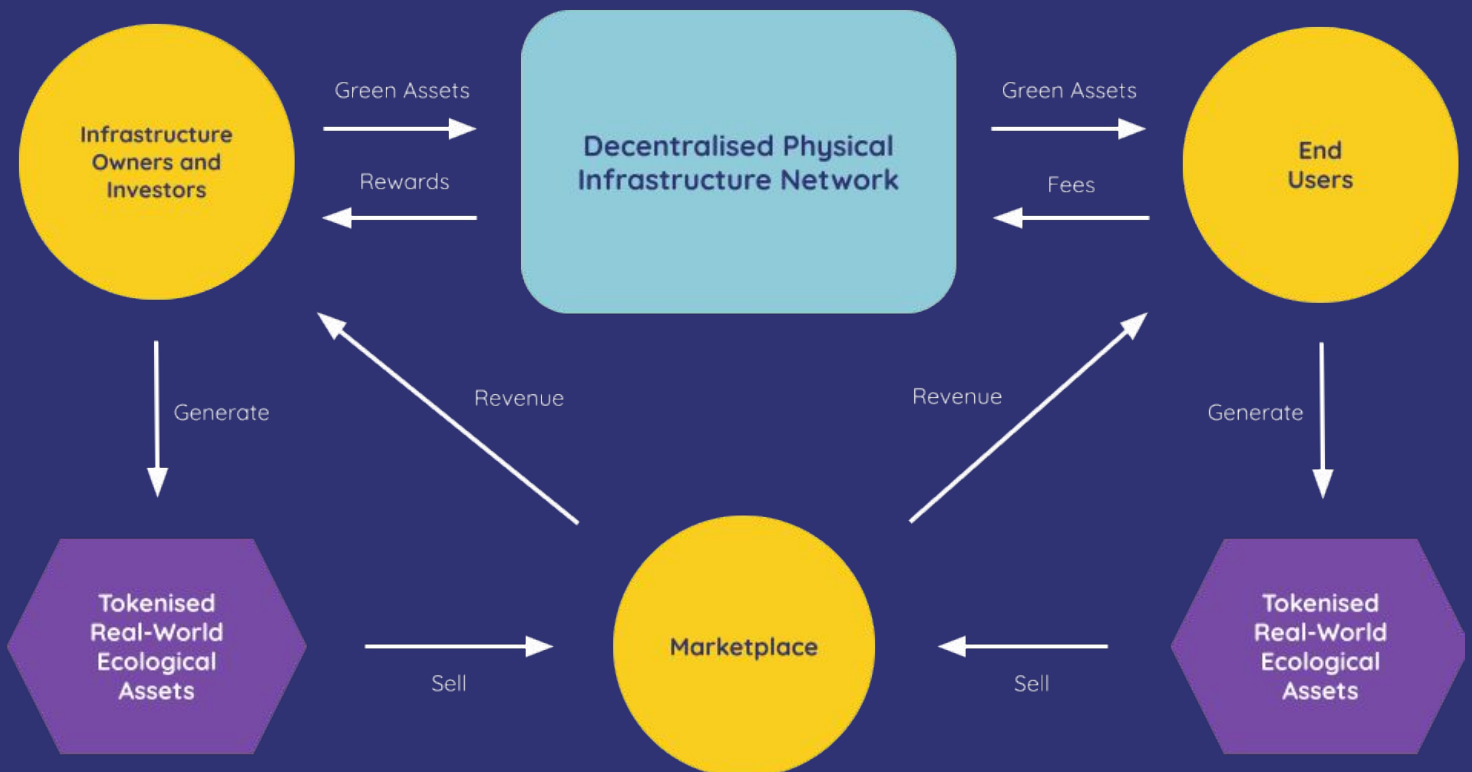 Green Assets
Green Assets
Infrastructure
Owners and
Investors
Decentralised Physical
Infrastructure Network
End
Users
Rewards
Fees
Generate
Revenue
Revenue
Generate
Tokenised
Real-World
Ecological
Assets
Sell
Marketplace
Sell
Tokenised
Real-World
Ecological
Assets